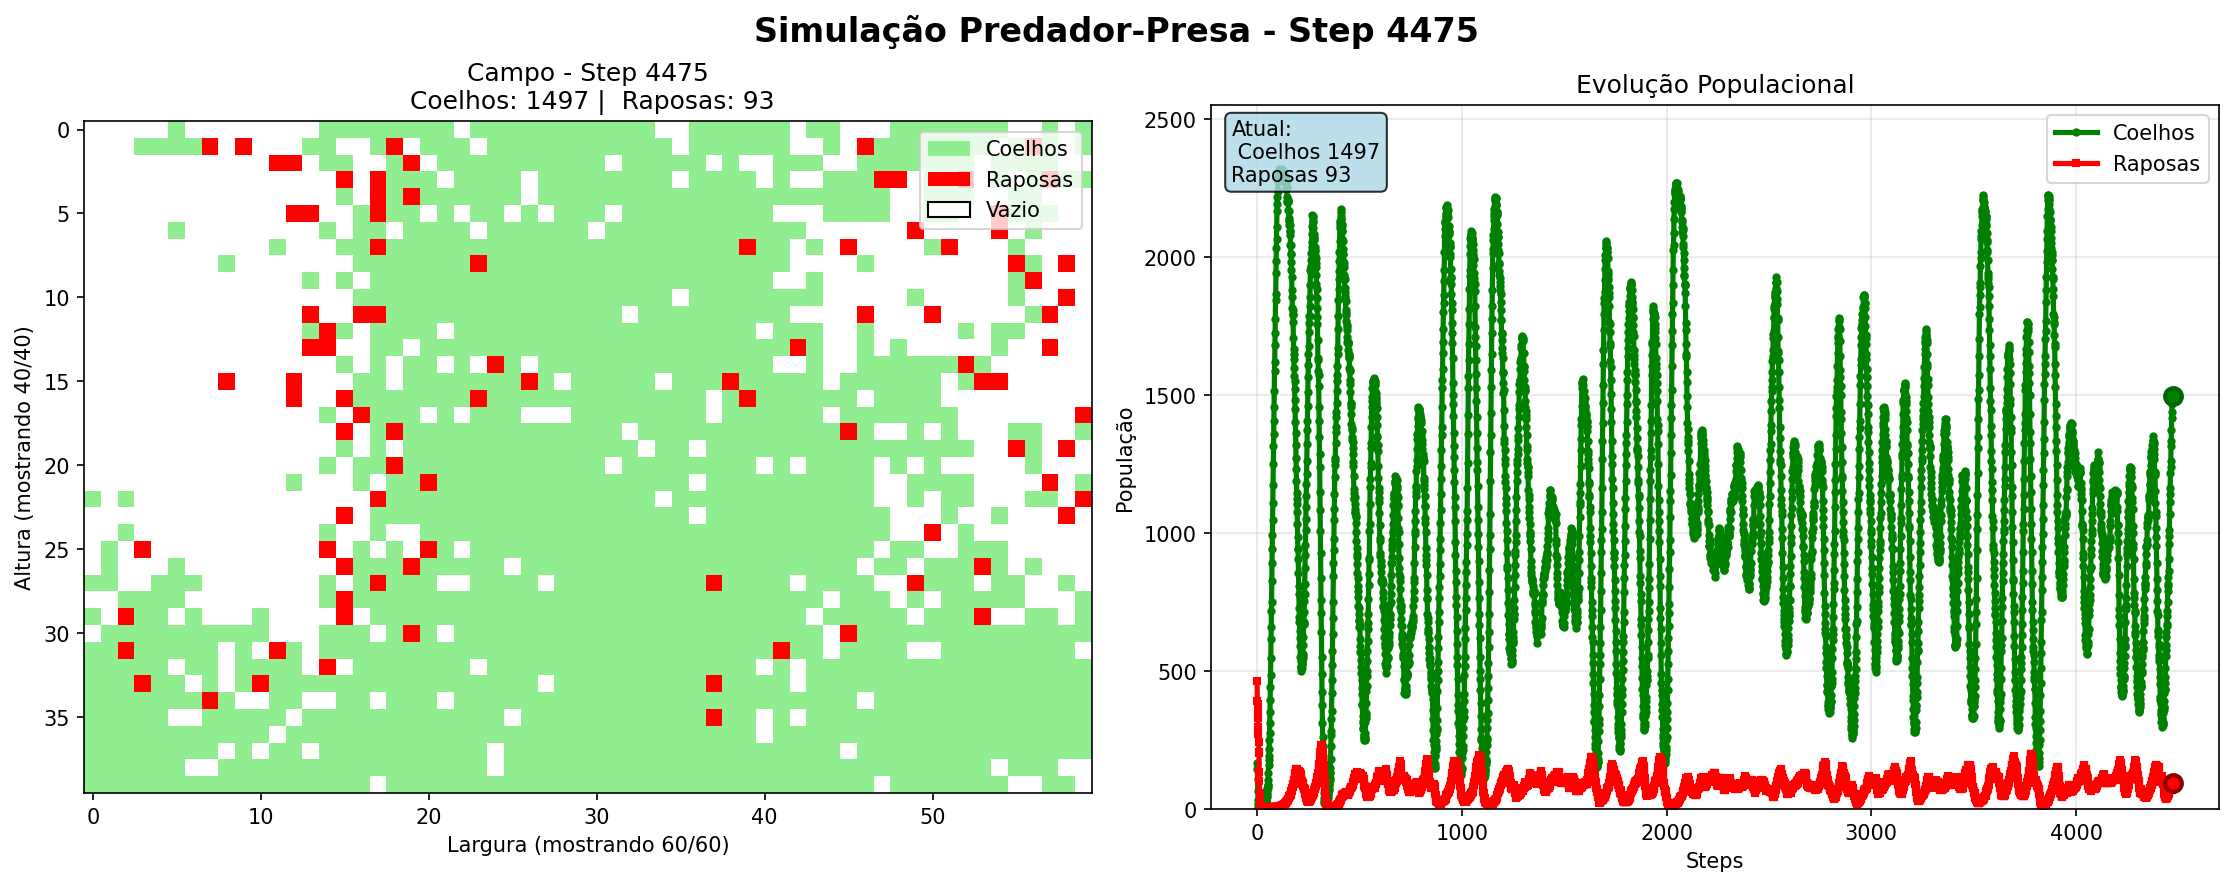 Simulação Predador-Presa - Step 4475
Campo - Step 4475
Coelhos: 1497 |  Raposas: 93
0
5
10
15
20
25
30
35
Altura (mostrando 40/40)
0
10
20
30
40
50
Largura (mostrando 60/60)
Coelhos
Raposas
Vazio
Evolução Populacional
2500
2000
1500
1000
500
0
População
0
1000
2000
3000
4000
Steps
Atual:
Coelhos 1497
Raposas 93
Coelhos
Raposas